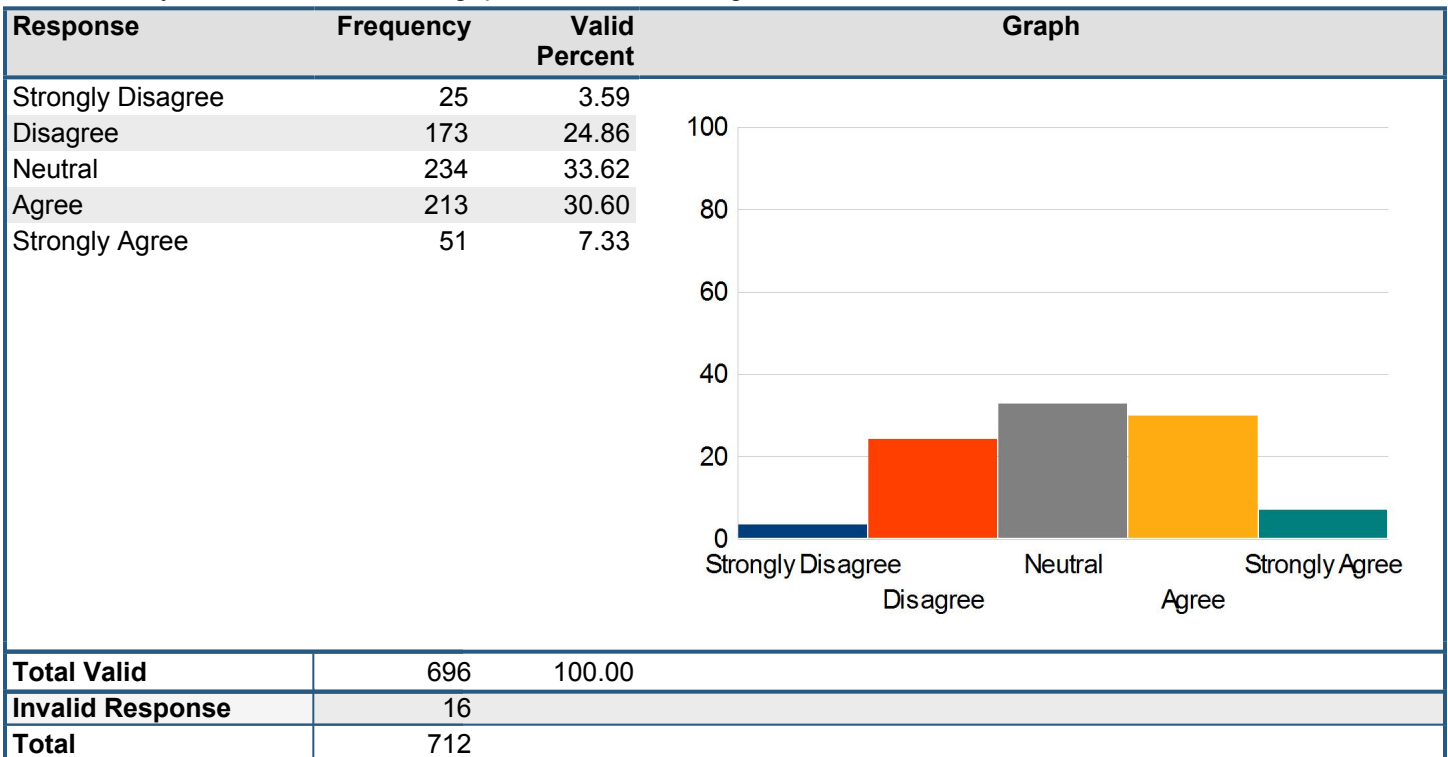 Response Frequency Valid Percent Graph
Strongly Disagree 25 3.59
Disagree 173 24.86
Neutral 234 33.62
Agree 213 30.60
Strongly Agree 51 7.33
100
80
60
40
20
0
Strongly Disagree Neutral Strongly Agree
Disagree Agree
Total Valid 696 100.00
Invalid Response 16
Total 712